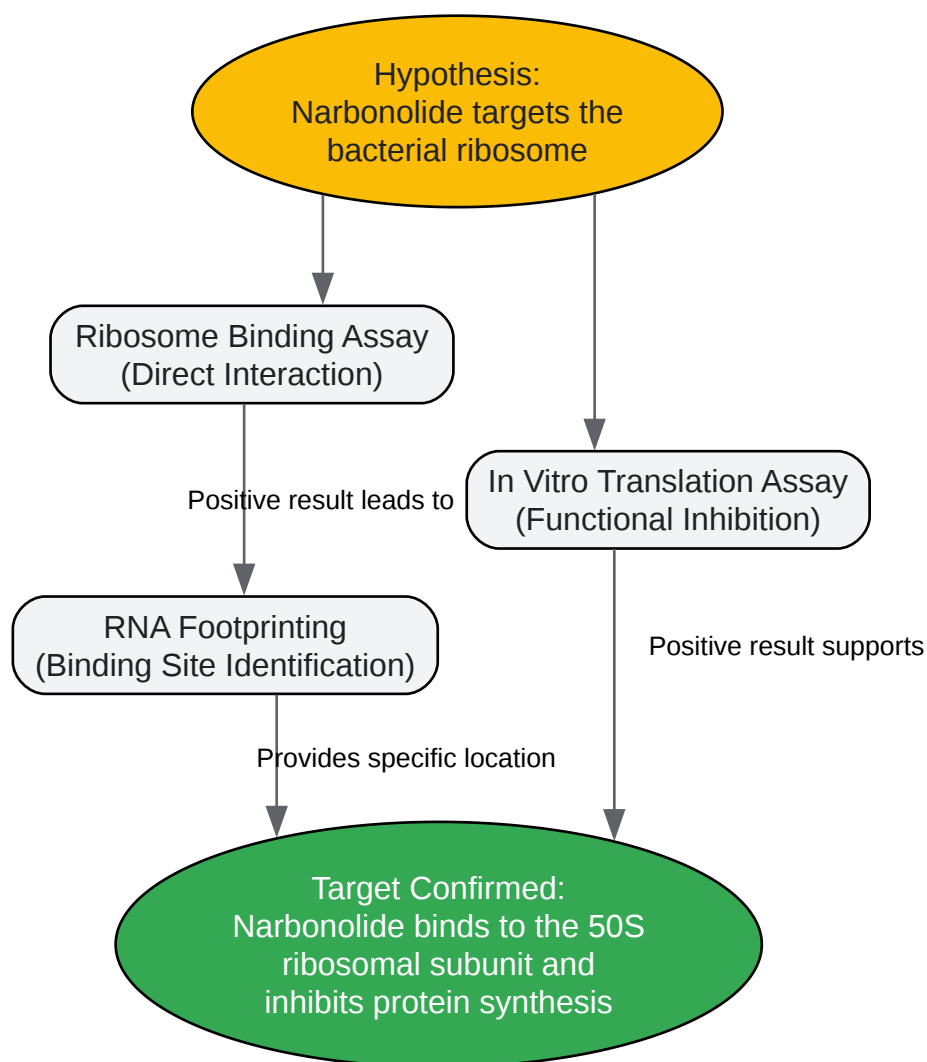 Hypothesis:
Narbonolide targets the
bacterial ribosome
Ribosome Binding Assay
(Direct Interaction)
Positive result leads to
In Vitro Translation Assay
(Functional Inhibition)
RNA Footprinting
(Binding Site Identification)
Positive result supports
Provides specific location
Target Confirmed:
Narbonolide binds to the 50S
ribosomal subunit and
inhibits protein synthesis